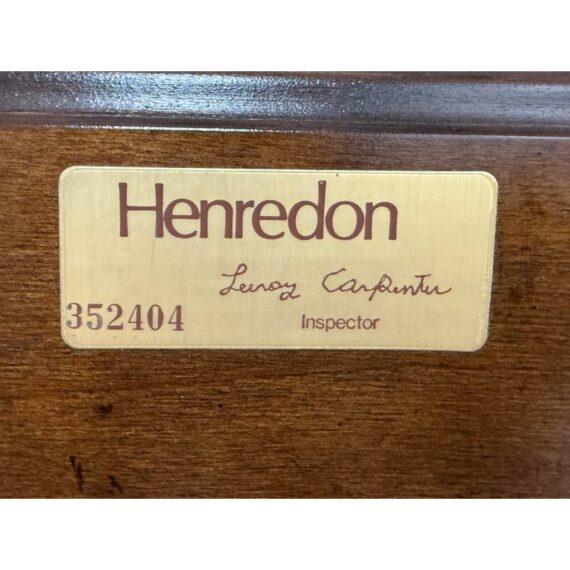 Henredon
Leeroy Carpenter
352404
Inspector